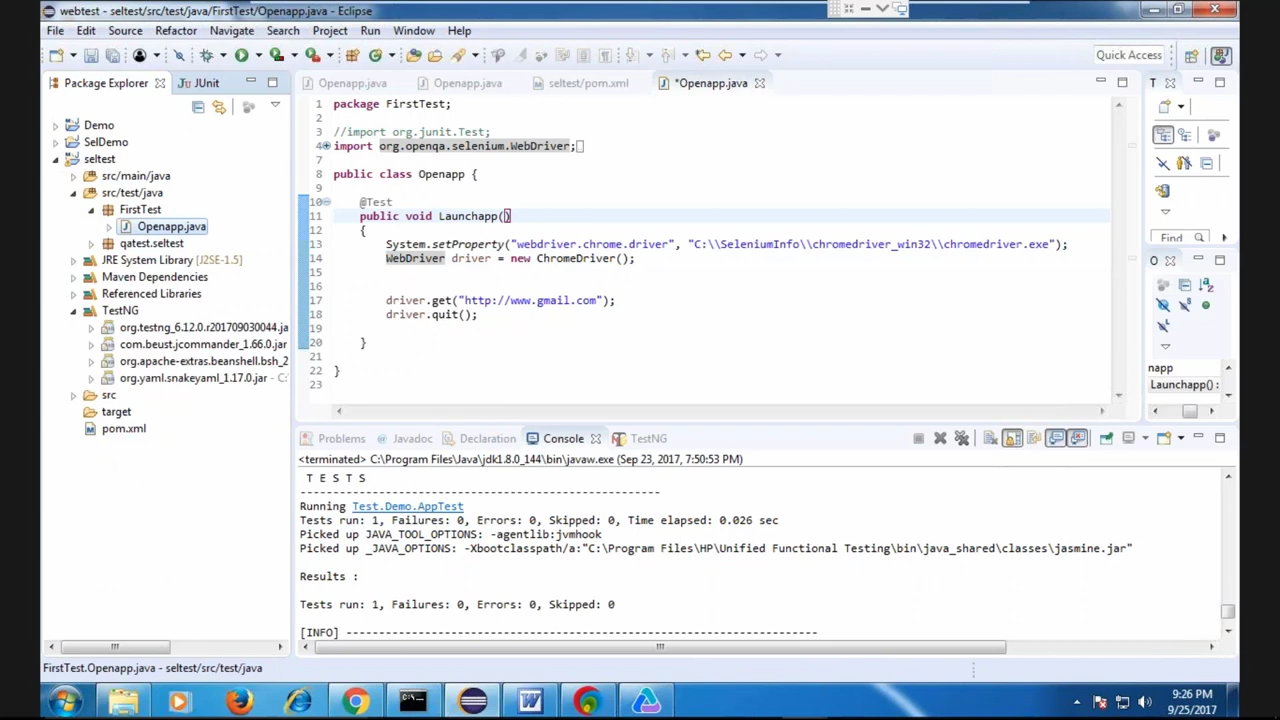 webtest - seltest/src/test/java/FirstTest/Openapp.java - Eclipse
File Edit Source Refactor Navigate Search Project Run Window Help
Quick Access
Package Explorer
JUnit
Demo
SelDemo
seltest
src/main/java
src/test/java
FirstTest
Openapp.java
qatest.seltest
JRE System Library [J2SE-1.5]
Maven Dependencies
Referenced Libraries
TestNG
org.testng_6.12.0.r201709030044.ja
com.beust.jcommander_1.66.0.jar
org.apache-extras.beanshell.bsh_2
org.yaml.snakeyaml_1.17.0.jar - C:
src
target
pom.xml
Openapp.java Openapp.java seltest/pom.xml *Openapp.java
1 package FirstTest;
2
3 //import org.junit.Test;
4 import org.openqa.selenium.WebDriver;
7
8 public class Openapp {
9
10 @Test
11 public void Launchapp()
12 {
13 System.setProperty("webdriver.chrome.driver", "C:\\SeleniumInfo\\chromedriver_win32\\chromedriver.exe");
14 WebDriver driver = new ChromeDriver();
15
16
17 driver.get("http://www.gmail.com");
18 driver.quit();
19
20 }
21
22 }
23
T
Find
O
napp
Launchapp() :
Problems Javadoc Declaration Console TestNG
<terminated> C:\Program Files\Java\jdk1.8.0_144\bin\javaw.exe (Sep 23, 2017, 7:50:53 PM)
T E S T S
-------------------------------------------------------
Running Test.Demo.AppTest
Tests run: 1, Failures: 0, Errors: 0, Skipped: 0, Time elapsed: 0.026 sec
Picked up JAVA_TOOL_OPTIONS: -agentlib:jvmhook
Picked up _JAVA_OPTIONS: -Xbootclasspath/a:"C:\Program Files\HP\Unified Functional Testing\bin\java_shared\classes\jasmine.jar"
Results :
Tests run: 1, Failures: 0, Errors: 0, Skipped: 0
[INFO] ------------------------------------------------------------------------
FirstTest.Openapp.java - seltest/src/test/java
9:26 PM
9/25/2017